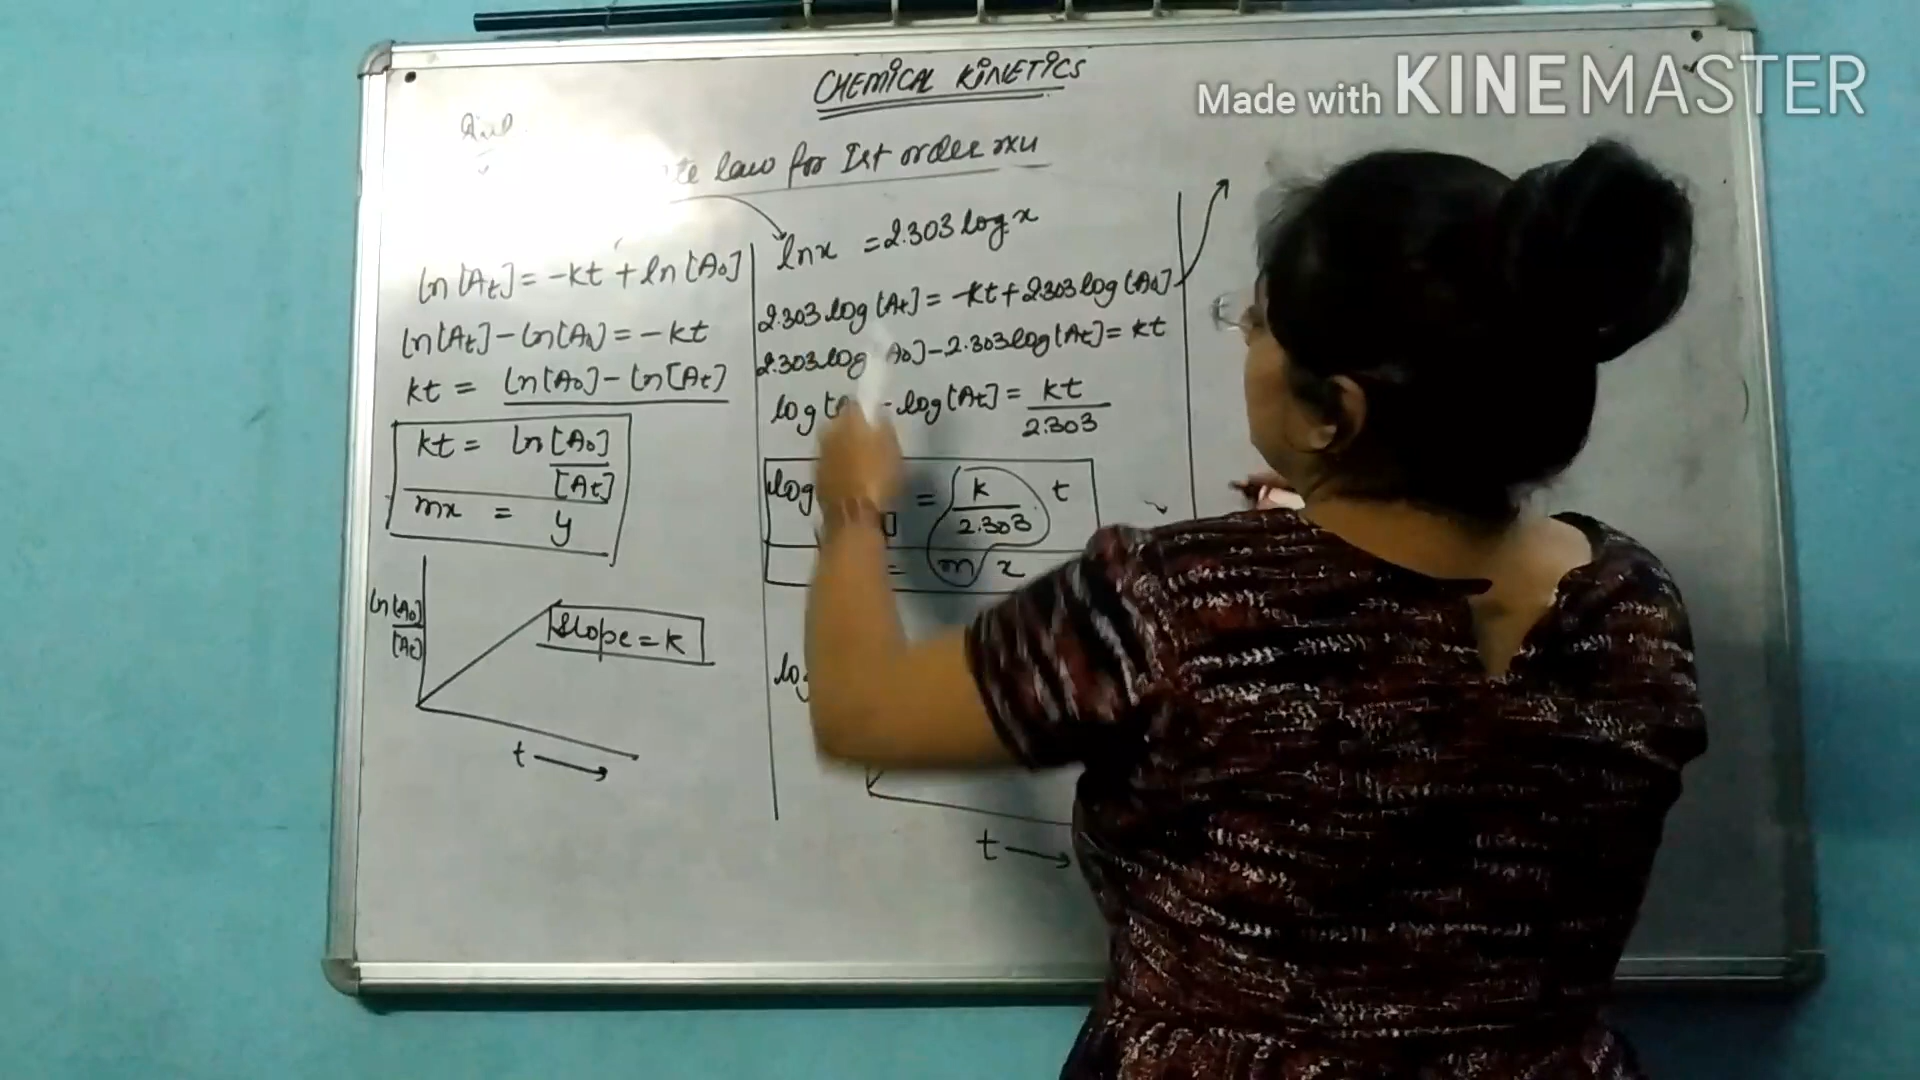 CHEMICAL KINETICS
Made with KINEMASTER
law for Ist order rxn
ln[At] = -kt + ln[A0]
ln[At] - ln[A0] = -kt
kt = ln[A0] - ln[At]
kt = ln [A0]
[At]
mx = y
ln[A0]
[At]
slope = k
t
lnx = 2.303 log x
2.303 log [At] = -kt + 2.303 log [A0]
2.303 log A0] - 2.303 log [At] = kt
log [A - log [At] = kt
2.303
log = k t
2.303
= m x
log
t